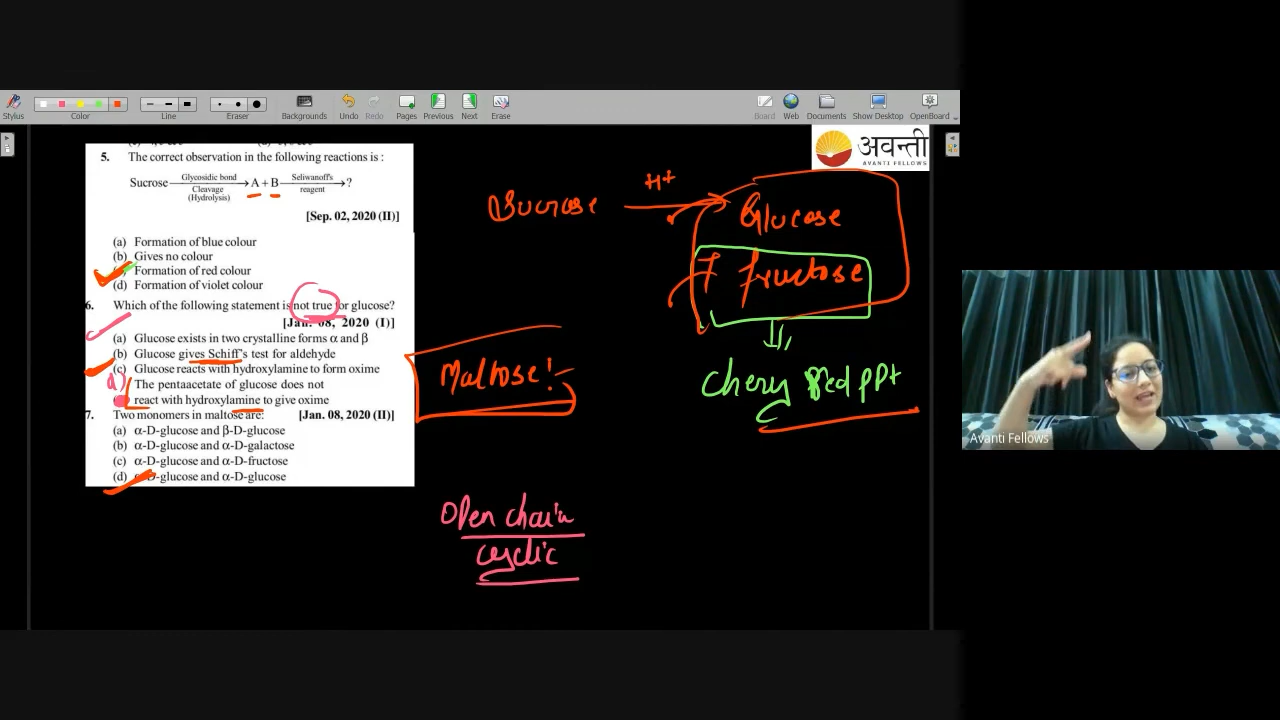 Stylus
Color
Line
Eraser
Backgrounds
Undo
Redo
Pages
Previous
Next
Erase
Board
Web
Documents
Show Desktop
OpenBoard
अवन्ती
AVANTI FELLOWS
5. The correct observation in the following reactions is :
Sucrose Glycosidic bond Cleavage (Hydrolysis) → A + B Seliwanoff's reagent → ?
[Sep. 02, 2020 (II)]
(a) Formation of blue colour
(b) Gives no colour
Formation of red colour
(d) Formation of violet colour
6. Which of the following statement is not true for glucose?
[Jan. 08, 2020 (I)]
(a) Glucose exists in two crystalline forms α and β
(b) Glucose gives Schiff's test for aldehyde
(c) Glucose reacts with hydroxylamine to form oxime
d) The pentaacetate of glucose does not
react with hydroxylamine to give oxime
7. Two monomers in maltose are: [Jan. 08, 2020 (II)]
(a) α-D-glucose and β-D-glucose
(b) α-D-glucose and α-D-galactose
(c) α-D-glucose and α-D-fructose
(d) α-D-glucose and α-D-glucose
Sucrose H+ → Glucose
+ fructose
Maltose!-
Chery Red ppt
Open chain
cyclic
Avanti Fellows